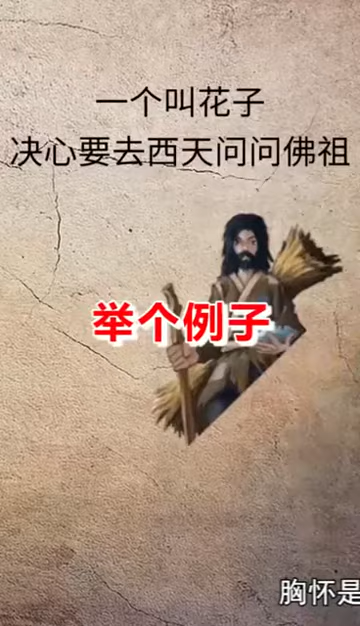 一个叫花子
决心要去西天问问佛祖
举个例子
胸怀是